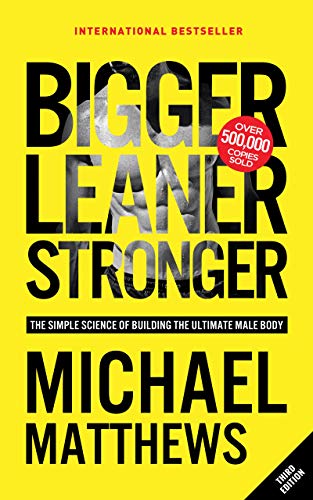 INTERNATIONAL BESTSELLER
BIGGER
LEANER
STRONGER
OVER
500,000
COPIES
SOLD
THE SIMPLE SCIENCE OF BUILDING THE ULTIMATE MALE BODY
MICHAEL
MATTHEWS
THIRD
EDITION